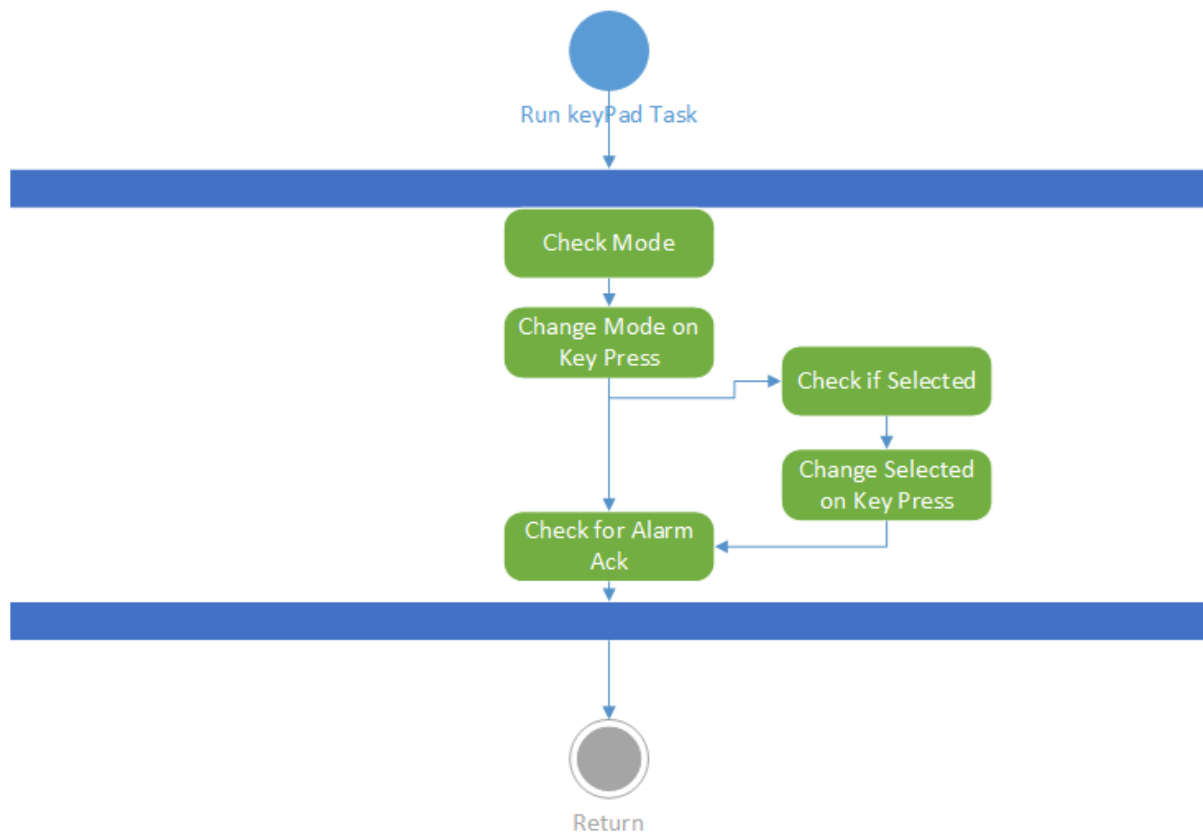 Run keyPad Task
Check Mode
Change Mode on
Key Press
Check if Selected
Change Selected
on Key Press
Check for Alarm
Ack
Return